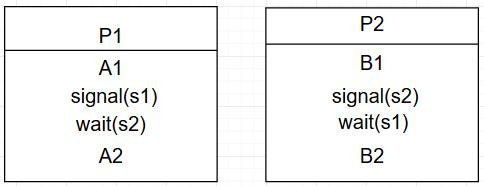 P1
A1
signal(s1)
wait(s2)
A2
P2
B1
signal(s2)
wait(s1)
B2